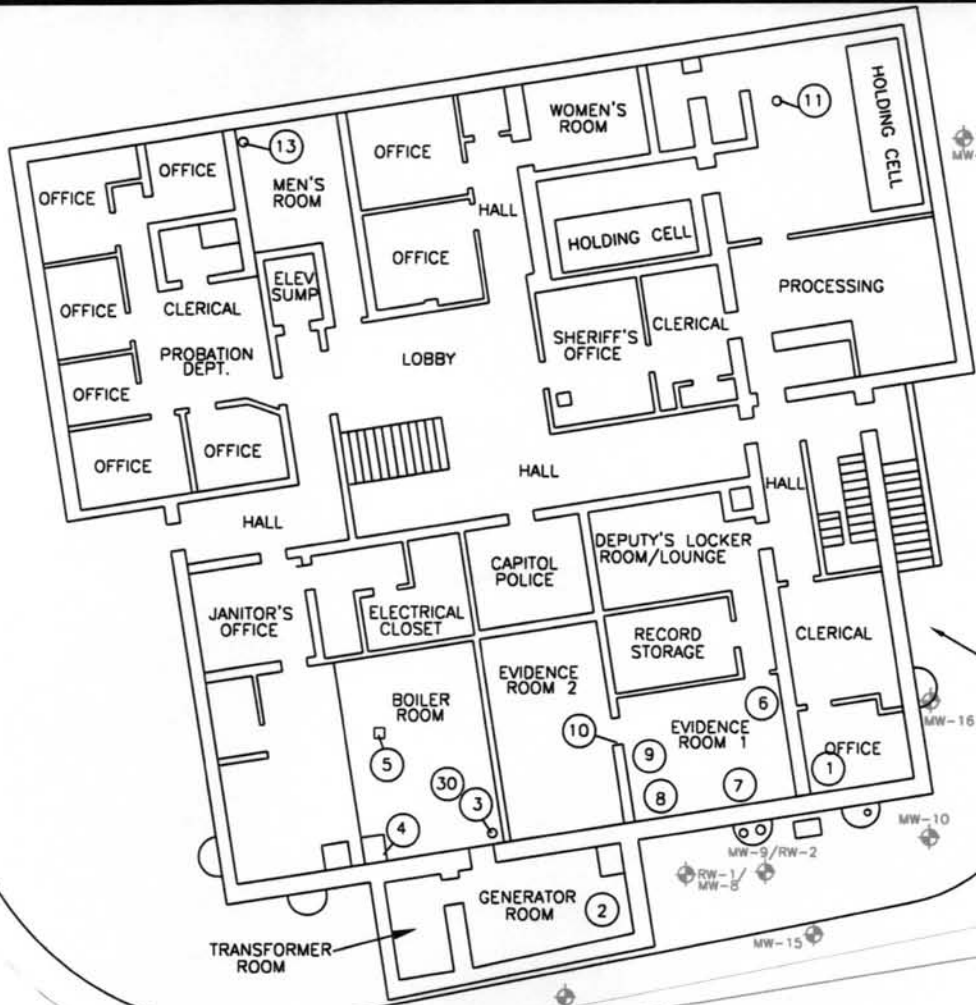 HOLDING CELL
11
WOMEN'S
ROOM
13
OFFICE
OFFICE
OFFICE
MEN'S
ROOM
HALL
HOLDING CELL
OFFICE
ELEV
SUMP
PROCESSING
OFFICE
CLERICAL
SHERIFF'S
OFFICE
CLERICAL
PROBATION
DEPT.
LOBBY
OFFICE
OFFICE
OFFICE
HALL
HALL
HALL
DEPUTY'S LOCKER
ROOM/LOUNGE
CAPITOL
POLICE
JANITOR'S
OFFICE
ELECTRICAL
CLOSET
RECORD
STORAGE
CLERICAL
EVIDENCE
ROOM 2
BOILER
ROOM
6
MW-16
EVIDENCE
ROOM 1
10
9
OFFICE
5
1
30
3
8
7
4
MW-10
MW-9/RW-2
RW-1/
MW-8
GENERATOR
ROOM
2
MW-15
TRANSFORMER
ROOM